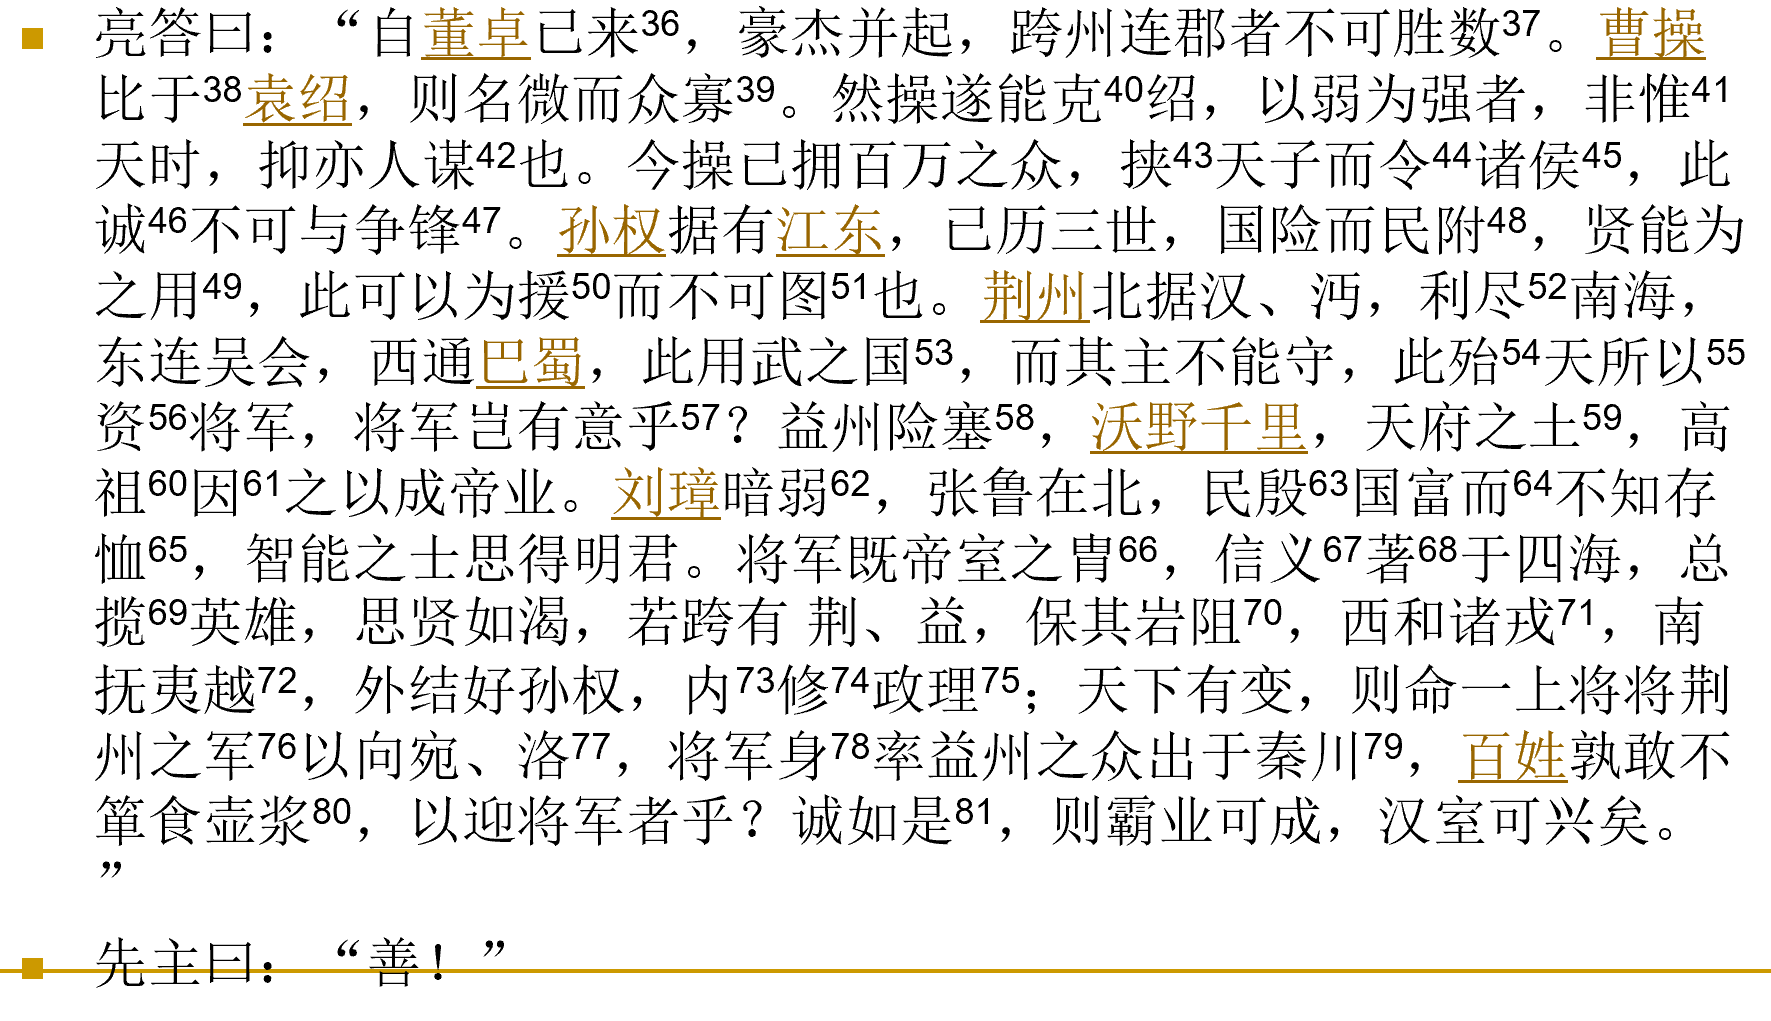 亮答曰：“自董卓已来36，豪杰并起，跨州连郡者不可胜数37。曹操
比于38袁绍，则名微而众寡39。然操遂能克40绍，以弱为强者，非惟41
天时，抑亦人谋42也。今操已拥百万之众，挟43天子而令44诸侯45，此
诚46不可与争锋47。孙权据有江东，已历三世，国险而民附48，贤能为
之用49，此可以为援50而不可图51也。荆州北据汉、沔，利尽52南海，
东连吴会，西通巴蜀，此用武之国53，而其主不能守，此殆54天所以55
资56将军，将军岂有意乎57？益州险塞58，沃野千里，天府之土59，高
祖60因61之以成帝业。刘璋暗弱62，张鲁在北，民殷63国富而64不知存
恤65，智能之士思得明君。将军既帝室之胄66，信义67著68于四海，总
揽69英雄，思贤如渴，若跨有 荆、益，保其岩阻70，西和诸戎71，南
抚夷越72，外结好孙权，内73修74政理75；天下有变，则命一上将将荆
州之军76以向宛、洛77，将军身78率益州之众出于秦川79，百姓孰敢不
箪食壶浆80，以迎将军者乎？诚如是81，则霸业可成，汉室可兴矣。
”
先主曰：“善！”